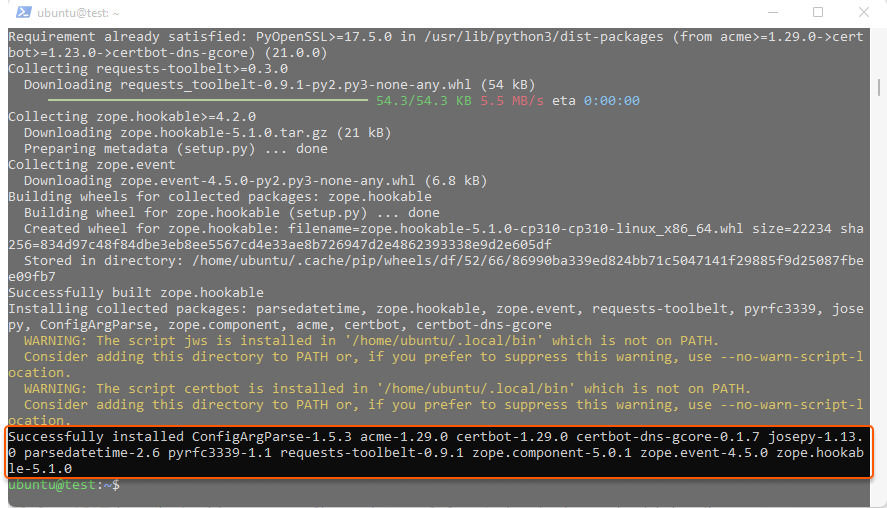 ubuntu@test: ~
Requirement already satisfied: PyOpenSSL>=17.5.0 in /usr/lib/python3/dist-packages (from acme>=1.29.0->cert
bot>=1.23.0->certbot-dns-gcore) (21.0.0)
Collecting requests-toolbelt>=0.3.0
  Downloading requests_toolbelt-0.9.1-py2.py3-none-any.whl (54 kB)
54.3/54.3 KB 5.5 MB/s eta 0:00:00
Collecting zope.hookable>=4.2.0
  Downloading zope.hookable-5.1.0.tar.gz (21 kB)
  Preparing metadata (setup.py) ... done
Collecting zope.event
  Downloading zope.event-4.5.0-py2.py3-none-any.whl (6.8 kB)
Building wheels for collected packages: zope.hookable
  Building wheel for zope.hookable (setup.py) ... done
  Created wheel for zope.hookable: filename=zope.hookable-5.1.0-cp310-cp310-linux_x86_64.whl size=22234 sha
256=834d97c48f84dbe3eb8ee5567cd4e33ae8b726947d2e4862393338e9d2e605df
  Stored in directory: /home/ubuntu/.cache/pip/wheels/df/52/66/86990ba339ed824bb71c5047141f29885f9d25087fbe
e09fb7
Successfully built zope.hookable
Installing collected packages: parsedatetime, zope.hookable, zope.event, requests-toolbelt, pyrfc3339, jose
py, ConfigArgParse, zope.component, acme, certbot, certbot-dns-gcore
  WARNING: The script jws is installed in '/home/ubuntu/.local/bin' which is not on PATH.
  Consider adding this directory to PATH or, if you prefer to suppress this warning, use --no-warn-script-l
ocation.
  WARNING: The script certbot is installed in '/home/ubuntu/.local/bin' which is not on PATH.
  Consider adding this directory to PATH or, if you prefer to suppress this warning, use --no-warn-script-l
ocation.
Successfully installed ConfigArgParse-1.5.3 acme-1.29.0 certbot-1.29.0 certbot-dns-gcore-0.1.7 josepy-1.13.
0 parsedatetime-2.6 pyrfc3339-1.1 requests-toolbelt-0.9.1 zope.component-5.0.1 zope.event-4.5.0 zope.hookab
le-5.1.0
ubuntu@test:~$